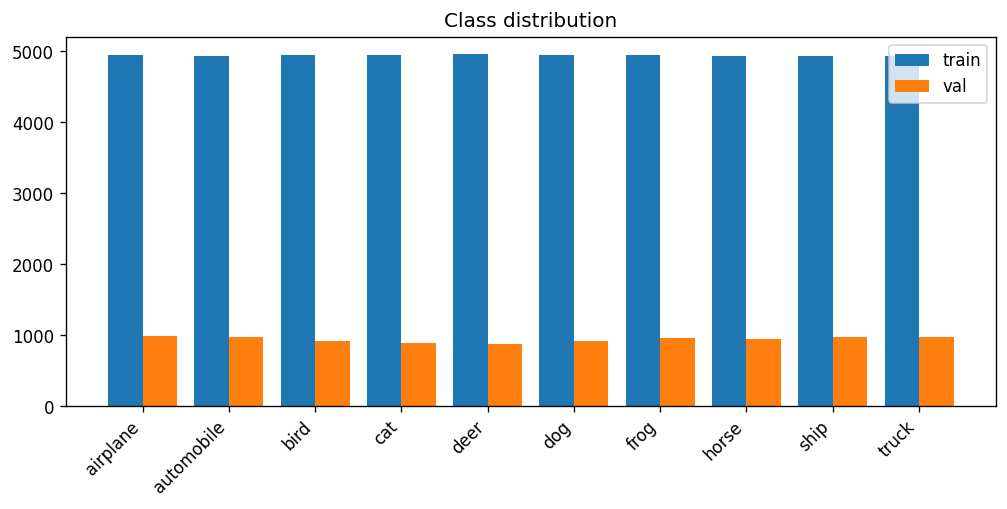 Class distribution
5000
4000
3000
2000
1000
0
train
val
airplane
automobile
bird
cat
deer
dog
frog
horse
ship
truck